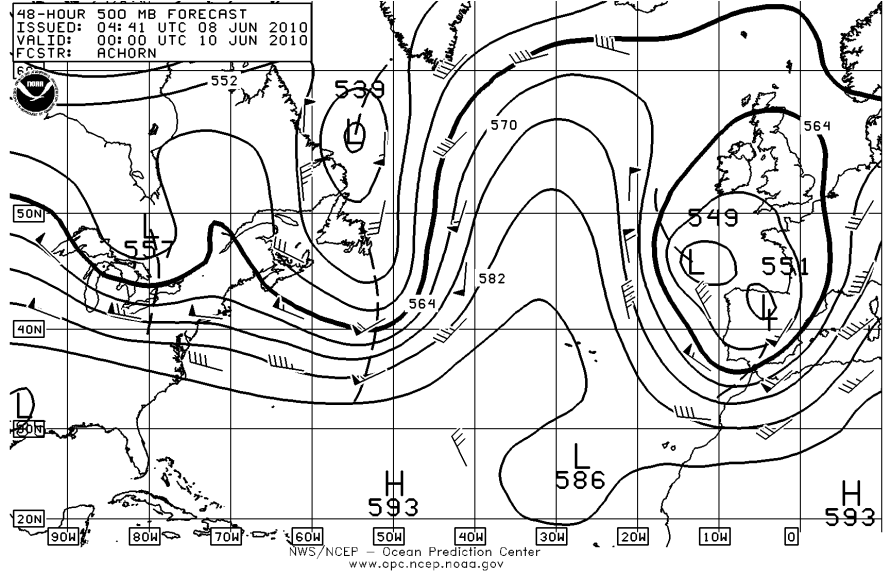 48-HOUR 500 MB FORECAST
ISSUED: 04:41 UTC 08 JUN 2010
VALID: 00:00 UTC 10 JUN 2010
FCSTR: ACHORN
NOAA
552
539
L
570
564
50N
L
557
549
L
551
L
582
564
40N
L
30N
L
586
H
593
H
593
20N
90W 80W 70W 60W 50W 40W 30W 20W 10W 0
NWS/NCEP – Ocean Prediction Center
www.opc.ncep.noaa.gov